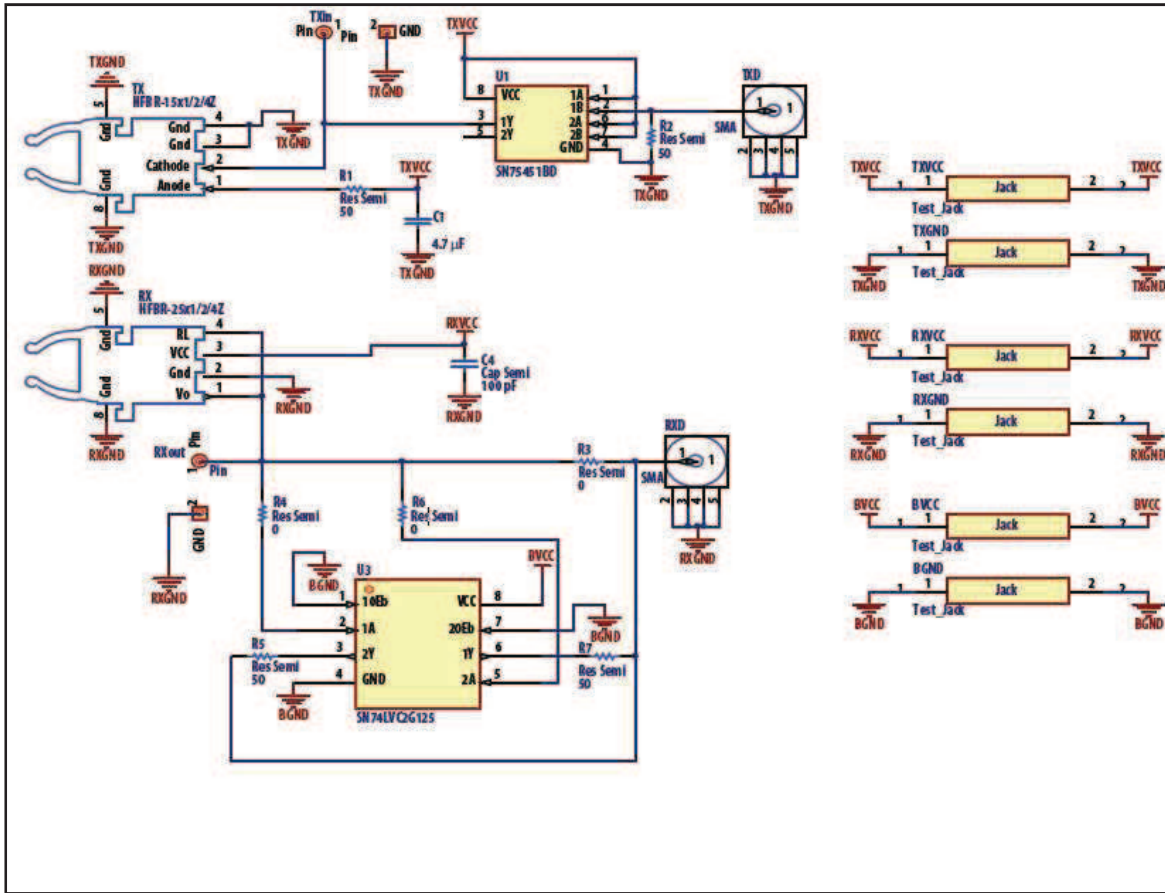 TXin
Pin 1 Pin
2 GND
TXGND
TXVCC
TXGND
TX
HFBR-15x1/2/4Z
5 Gnd
Gnd 4
Gnd 3
Cathode 2
Anode 1
Gnd 8
TXGND
TXGND
R1
Res Semi
50
TXVCC
C1
4.7 µF
TXGND
U1
8 VCC
3 1Y
5 2Y
1A 1
1B 2
2A 6
2B 7
GND 4
SN75451BD
R2
Res Semi
50
TXGND
TXD
SMA
1 1
2 3 4 5
TXGND
RXGND
RX
HFBR-25x1/2/4Z
5 Gnd
RL 4
VCC 3
Gnd 2
Vo 1
Gnd 8
RXGND
RXGND
RXVCC
C4
Cap Semi
100 pF
RXGND
RXout
1 Pin
Pin
2
GND
RXGND
R4
Res Semi
0
R6
Res Semi
0
R3
Res Semi
0
RXD
SMA
1 1
2 3 4 5
RXGND
U3
BGND
BVCC
1 1OEb
2 1A
3 2Y
4 GND
VCC 8
2OEb 7
1Y 6
2A 5
SN74LVC2G125
BGND
BGND
R5
Res Semi
50
R7
Res Semi
50
TXVCC 1 TXVCC 1 Jack 2 2 TXVCC
Test_Jack
TXGND 1 TXGND 1 Jack 2 2 TXGND
Test_Jack
RXVCC 1 RXVCC 1 Jack 2 2 RXVCC
Test_Jack
RXGND 1 RXGND 1 Jack 2 2 RXGND
Test_Jack
BVCC 1 BVCC 1 Jack 2 2 BVCC
Test_Jack
BGND 1 BGND 1 Jack 2 2 BGND
Test_Jack